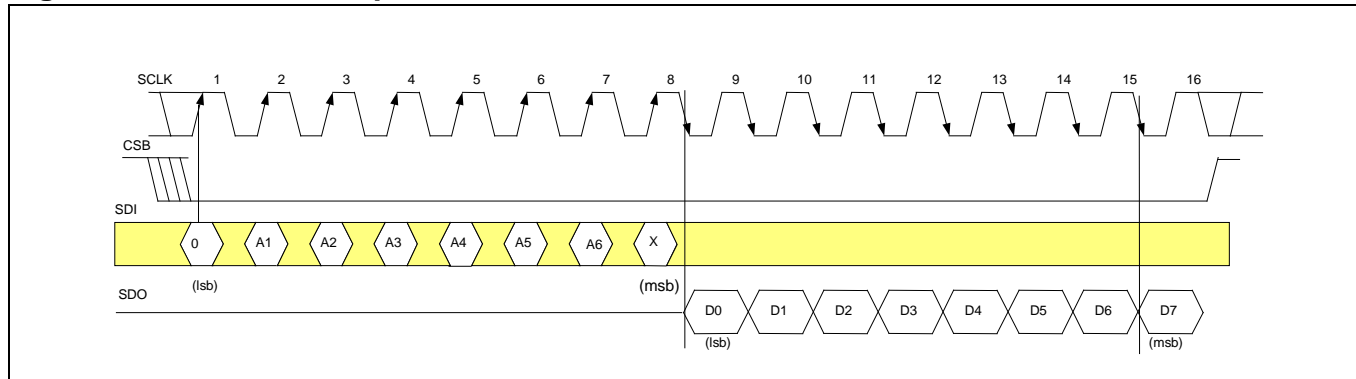 SCLK 1 2 3 4 5 6 7 8 9 10 11 12 13 14 15 16
CSB
SDI
0 A1 A2 A3 A4 A5 A6 X
(lsb) (msb)
SDO
D0 D1 D2 D3 D4 D5 D6 D7
(lsb) (msb)